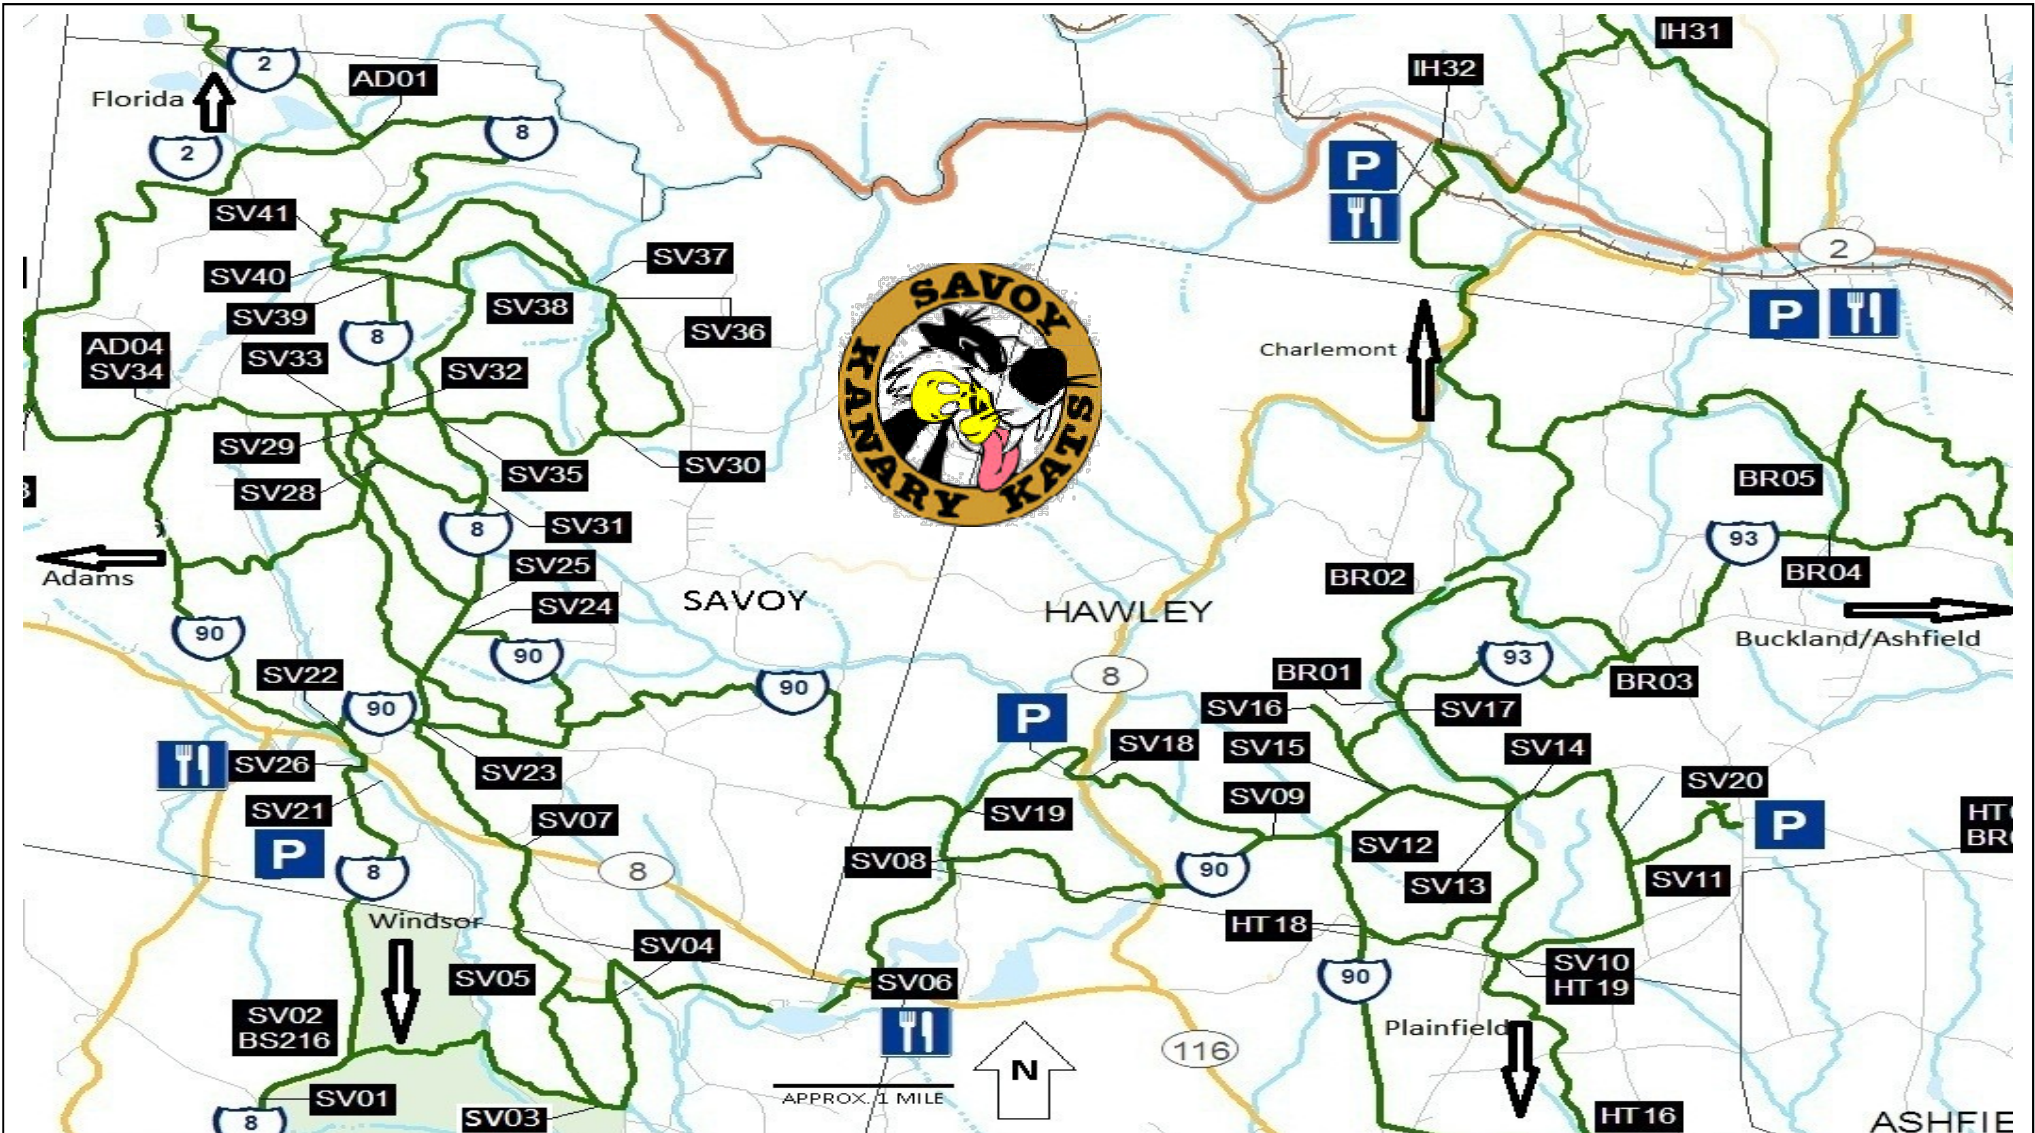 IH31
2
IH32
AD01
Florida
8
2
SV41
2
SV37
SV40
SV38
SV39
SV36
P
P
8
AD04
SV34
SV33
SV32
Charlemont
SAVOY
KANARY KATS
SV29
SV30
SV35
BR05
SV28
8
SV31
93
Adams
SV25
BR02
BR04
SV24
SAVOY
HAWLEY
90
Buckland/Ashfield
90
93
SV22
8
BR01
BR03
90
90
SV16
SV17
P
SV18
SV15
SV14
SV26
SV23
SV20
SV21
SV09
SV07
SV19
P
P
SV12
SV08
8
90
8
SV13
SV11
Windsor
HT18
SV04
SV05
SV06
90
SV10
HT19
SV02
BS216
Plainfield
116
N
APPROX. 1 MILE
SV01
8
SV03
HT16
ASHFIE